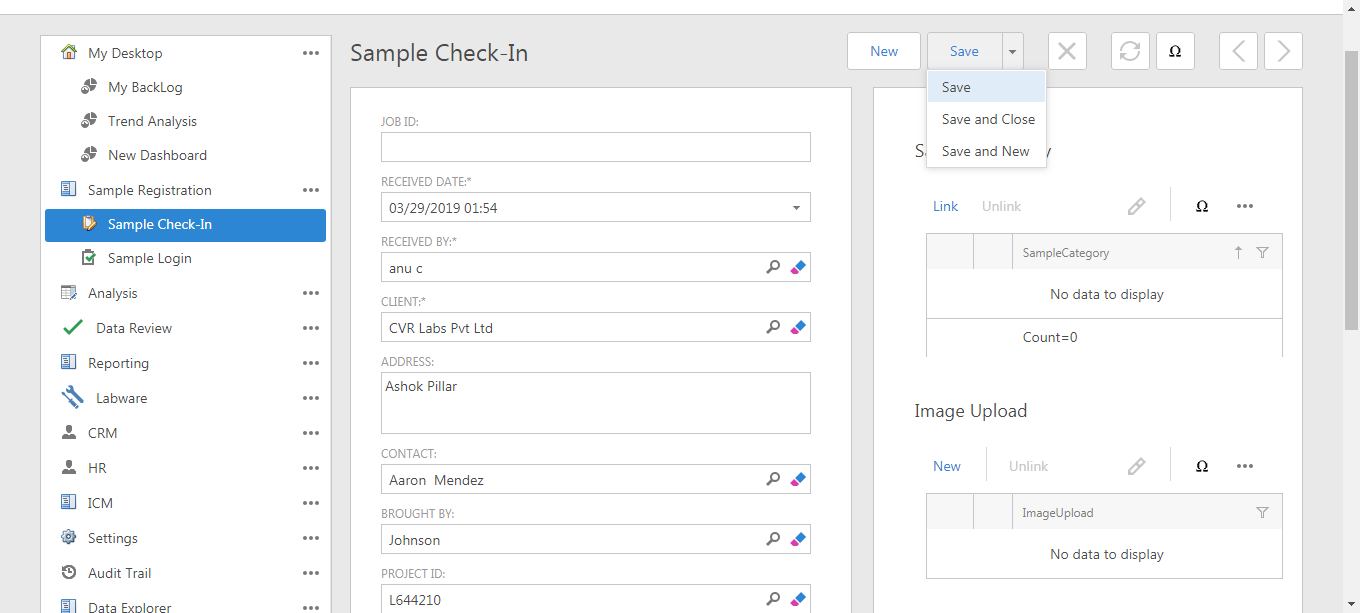 My Desktop
My BackLog
Trend Analysis
New Dashboard
Sample Registration
Sample Check-In
Sample Login
Analysis
Data Review
Reporting
Labware
CRM
HR
ICM
Settings
Audit Trail
Data Explorer
Sample Check-In
New
Save
Ω
Save
Save and Close
Save and New
JOB ID:
RECEIVED DATE:*
03/29/2019 01:54
RECEIVED BY:*
anu c
CLIENT:*
CVR Labs Pvt Ltd
ADDRESS:
Ashok Pillar
CONTACT:
Aaron  Mendez
BROUGHT BY:
Johnson
PROJECT ID:
L644210
Link
Unlink
Ω
SampleCategory
No data to display
Count=0
Image Upload
New
Unlink
Ω
ImageUpload
No data to display